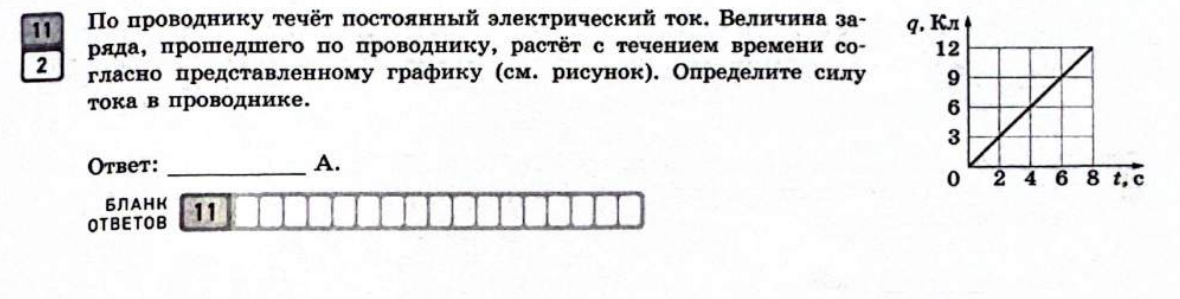 11
2
По проводнику течёт постоянный электрический ток. Величина за-
ряда, прошедшего по проводнику, растёт с течением времени со-
гласно представленному графику (см. рисунок). Определите силу
тока в проводнике.
Ответ: ____________ А.
БЛАНК
ОТВЕТОВ
11
q, Кл
12
9
6
3
0 2 4 6 8 t, с